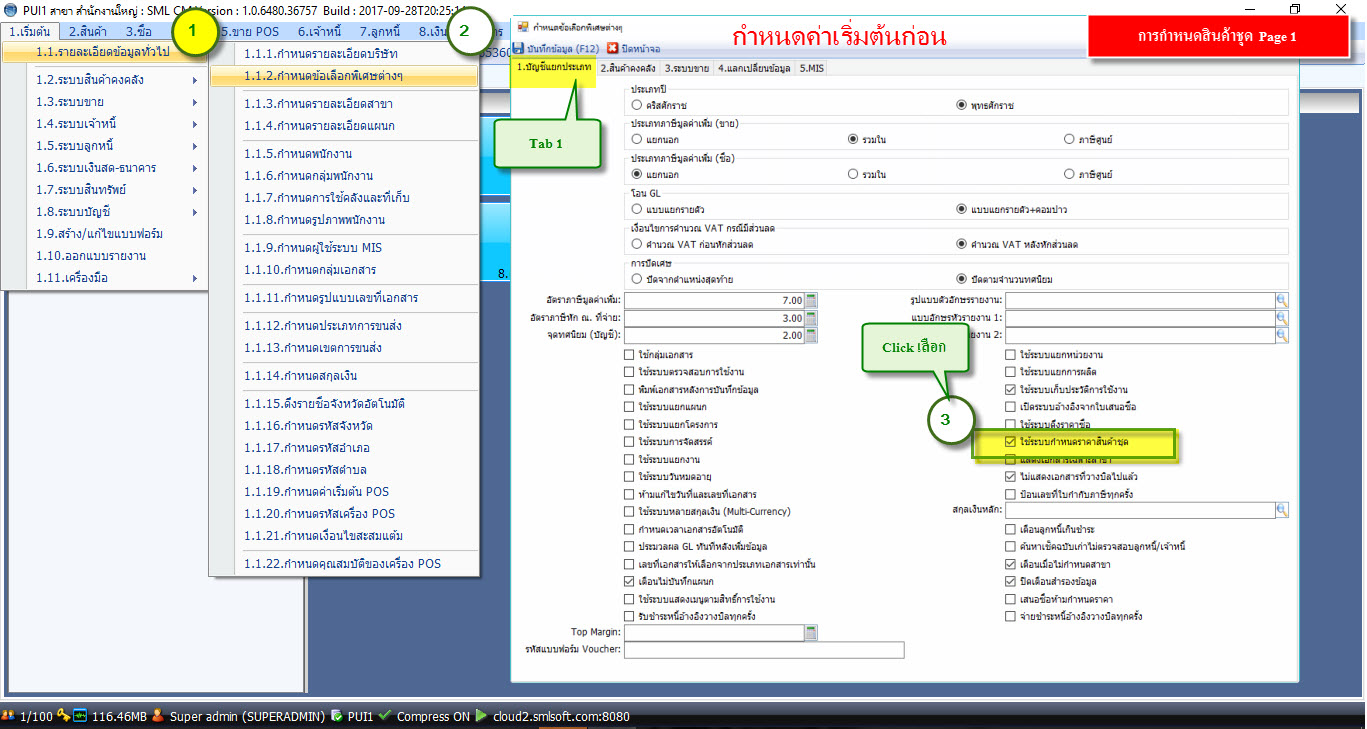 PUI1 สาขา สำนักงานใหญ่ : SML CM Version : 1.0.6480.36757 Build : 2017-09-28T20:25:14
1.เริ่มต้น 2.สินค้า 3.ซื้อ 5.ขาย POS 6.เจ้าหนี้ 7.ลูกหนี้ 8.เงิน
1
2
1.1.รายละเอียดข้อมูลทั่วไป
1.2.ระบบสินค้าคงคลัง
1.3.ระบบขาย
1.4.ระบบเจ้าหนี้
1.5.ระบบลูกหนี้
1.6.ระบบเงินสด-ธนาคาร
1.7.ระบบสินทรัพย์
1.8.ระบบบัญชี
1.9.สร้าง/แก้ไขแบบฟอร์ม
1.10.ออกแบบรายงาน
1.11.เครื่องมือ
1.1.1.กำหนดรายละเอียดบริษัท
1.1.2.กำหนดข้อเลือกพิเศษต่างๆ
1.1.3.กำหนดรายละเอียดสาขา
1.1.4.กำหนดรายละเอียดแผนก
1.1.5.กำหนดพนักงาน
1.1.6.กำหนดกลุ่มพนักงาน
1.1.7.กำหนดการใช้คลังและที่เก็บ
1.1.8.กำหนดรูปภาพพนักงาน
1.1.9.กำหนดผู้ใช้ระบบ MIS
1.1.10.กำหนดกลุ่มเอกสาร
1.1.11.กำหนดรูปแบบเลขที่เอกสาร
1.1.12.กำหนดประเภทการขนส่ง
1.1.13.กำหนดเขตการขนส่ง
1.1.14.กำหนดสกุลเงิน
1.1.15.ดึงรายชื่อจังหวัดอัตโนมัติ
1.1.16.กำหนดรหัสจังหวัด
1.1.17.กำหนดรหัสอำเภอ
1.1.18.กำหนดรหัสตำบล
1.1.19.กำหนดค่าเริ่มต้น POS
1.1.20.กำหนดรหัสเครื่อง POS
1.1.21.กำหนดเงื่อนไขสะสมแต้ม
1.1.22.กำหนดคุณสมบัติของเครื่อง POS
8,
กำหนดข้อเลือกพิเศษต่างๆ
กำหนดค่าเริ่มต้นก่อน
การกำหนดสินค้าชุด Page 1
บันทึกข้อมูล (F12) ปิดหน้าจอ
1.บัญชีแยกประเภท 2.สินค้าคงคลัง 3.ระบบขาย 4.แลกเปลี่ยนข้อมูล 5.MIS
Tab 1
ประเภทปี
คริสศักราช พุทธศักราช
ประเภทภาษีมูลค่าเพิ่ม (ขาย)
แยกนอก รวมใน ภาษีศูนย์
ประเภทภาษีมูลค่าเพิ่ม (ซื้อ)
แยกนอก รวมใน ภาษีศูนย์
โอน GL
แบบแยกรายตัว แบบแยกรายตัว+คอมปาว
เงื่อนไขการคำนวณ VAT กรณีมีส่วนลด
คำนวณ VAT ก่อนหักส่วนลด คำนวณ VAT หลังหักส่วนลด
การปัดเศษ
ปัดจากตำแหน่งสุดท้าย ปัดตามจำนวนทศนิยม
อัตราภาษีมูลค่าเพิ่ม: 7.00 รูปแบบตัวอักษรรายงาน:
อัตราภาษีหัก ณ. ที่จ่าย: 3.00 แบบอักษรหัวรายงาน 1:
จุดทศนิยม (บัญชี): 2.00 ยงาน 2:
Click เลือก
3
ใช้กลุ่มเอกสาร ใช้ระบบแยกหน่วยงาน
ใช้ระบบตรวจสอบการใช้งาน ใช้ระบบแยกการผลิต
พิมพ์เอกสารหลังการบันทึกข้อมูล ใช้ระบบเก็บประวัติการใช้งาน
ใช้ระบบแยกแผนก เปิดระบบอ้างอิงจากใบเสนอซื้อ
ใช้ระบบแยกโครงการ ใช้ระบบดึงราคาซื้อ
ใช้ระบบการจัดสรรค์ ใช้ระบบกำหนดราคาสินค้าชุด
ใช้ระบบแยกงาน แสดงเอกสารเฉพาะสาขา
ใช้ระบบวันหมดอายุ ไม่แสดงเอกสารที่วางบิลไปแล้ว
ห้ามแก้ไขวันที่และเลขที่เอกสาร ป้อนเลขที่ใบกำกับภาษีทุกครั้ง
ใช้ระบบหลายสกุลเงิน (Multi-Currency) สกุลเงินหลัก:
กำหนดเวลาเอกสารอัตโนมัติ เตือนลูกหนี้เกินชำระ
ประมวลผล GL ทันทีหลังเพิ่มข้อมูล ค้นหาเช็คฉบับเก่าไม่ตรวจสอบลูกหนี้/เจ้าหนี้
เลขที่เอกสารให้เลือกจากประเภทเอกสารเท่านั้น เตือนเมื่อไม่กำหนดสาขา
เตือนไม่บันทึกแผนก ปิดเตือนสำรองข้อมูล
ใช้ระบบแสดงเมนูตามสิทธิ์การใช้งาน เสนอซื้อห้ามกำหนดราคา
รับชำระหนี้อ้างอิงวางบิลทุกครั้ง จ่ายชำระหนี้อ้างอิงวางบิลทุกครั้ง
Top Margin:
รหัสแบบฟอร์ม Voucher:
1/100 116.46MB Super admin (SUPERADMIN) PUI1 Compress ON cloud2.smlsoft.com:8080